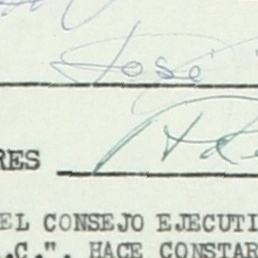 José
RES
EL CONSEJO EJECUTI
.C.". HACE CONSTAR